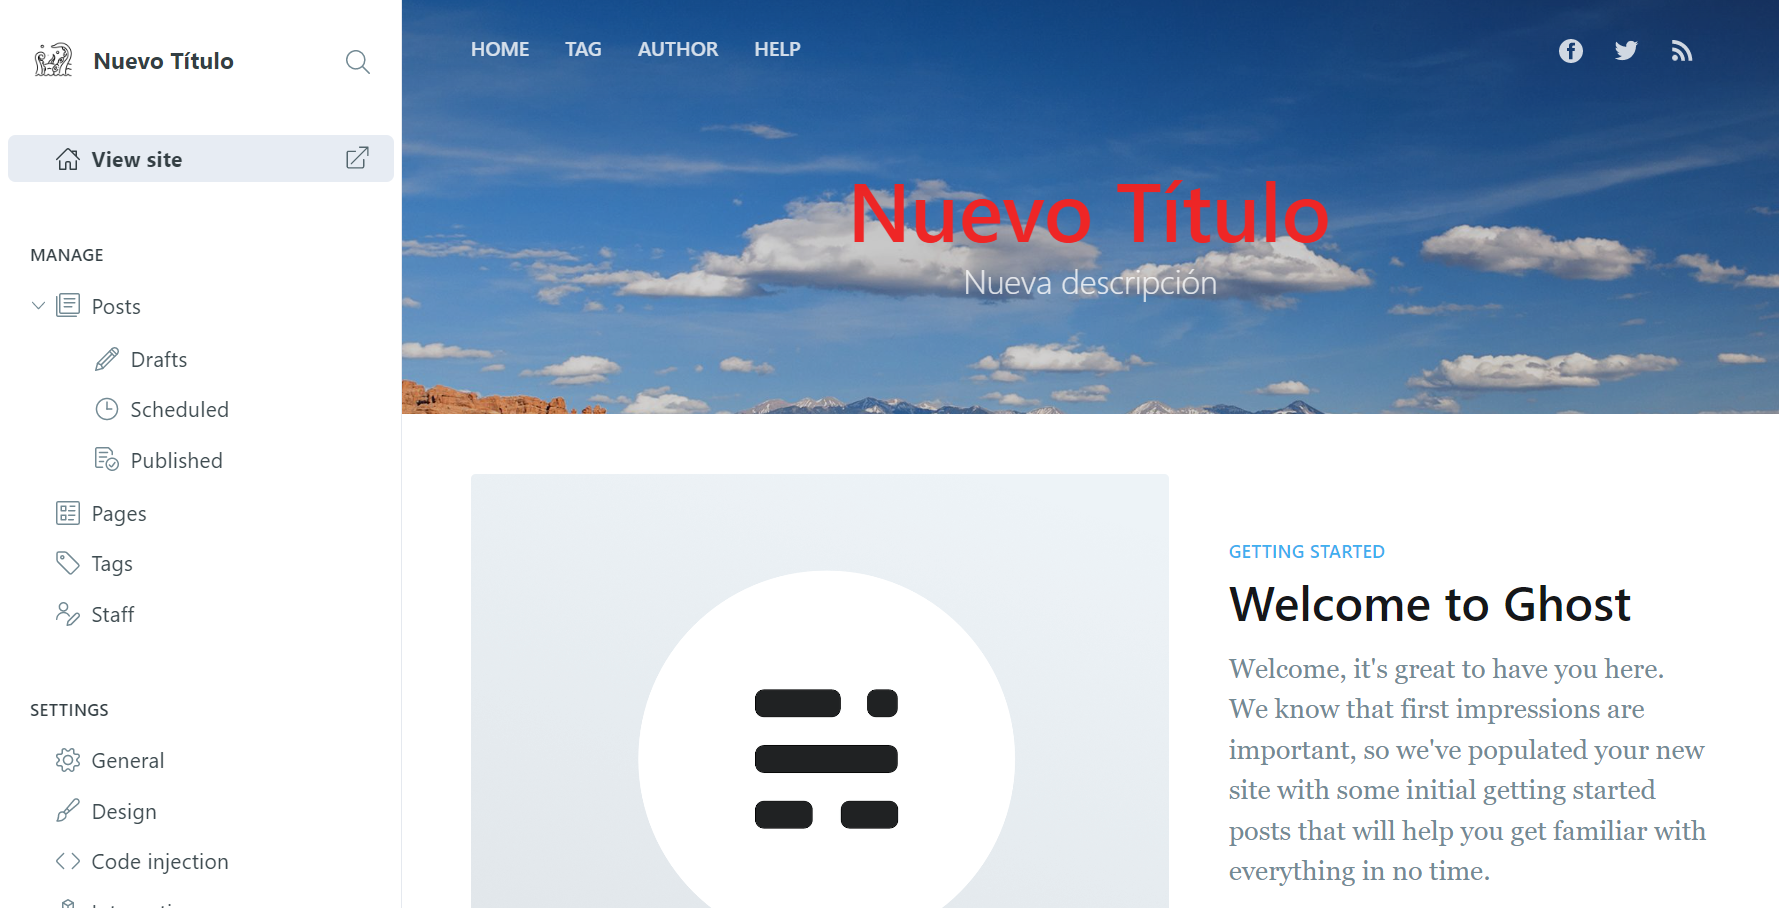 Nuevo Título
View site
MANAGE
Posts
Drafts
Scheduled
Published
Pages
Tags
Staff
SETTINGS
General
Design
Code injection
HOME TAG AUTHOR HELP
Nuevo Título
Nueva descripción
GETTING STARTED
Welcome to Ghost
Welcome, it's great to have you here.
We know that first impressions are
important, so we've populated your new
site with some initial getting started
posts that will help you get familiar with
everything in no time.